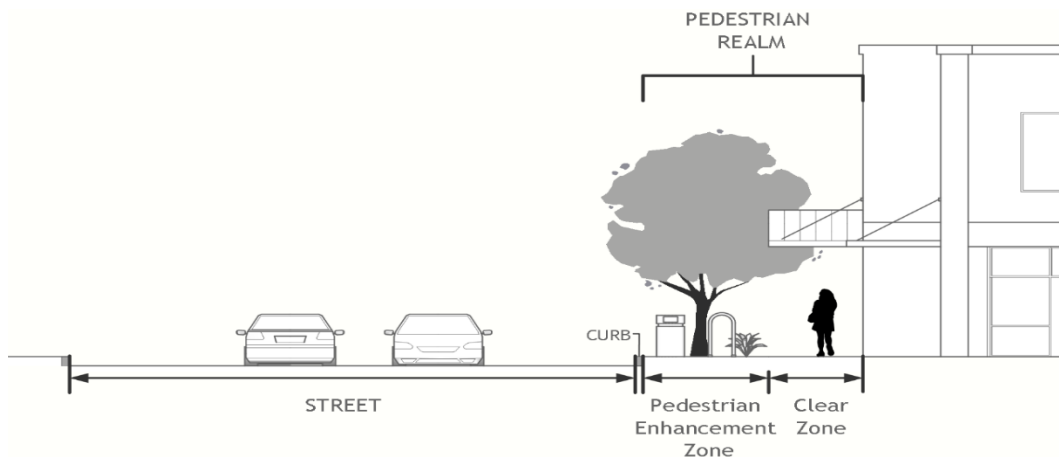 PEDESTRIAN
REALM
CURB
STREET
Pedestrian
Enhancement
Zone
Clear
Zone